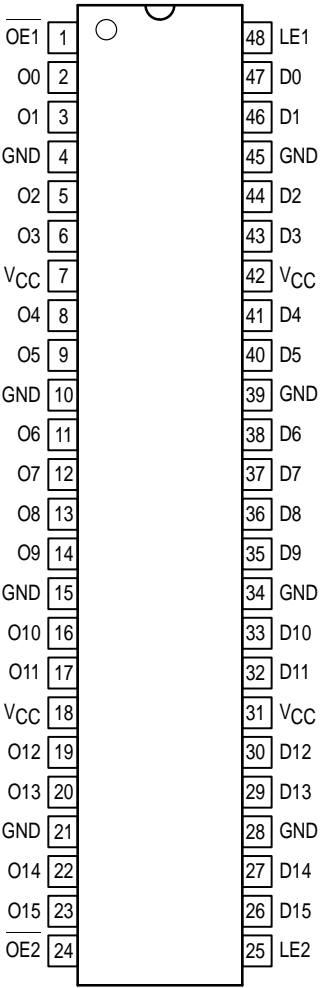 O̅E̅1̅ 1 48 LE1
O0 2 47 D0
O1 3 46 D1
GND 4 45 GND
O2 5 44 D2
O3 6 43 D3
VCC 7 42 VCC
O4 8 41 D4
O5 9 40 D5
GND 10 39 GND
O6 11 38 D6
O7 12 37 D7
O8 13 36 D8
O9 14 35 D9
GND 15 34 GND
O10 16 33 D10
O11 17 32 D11
VCC 18 31 VCC
O12 19 30 D12
O13 20 29 D13
GND 21 28 GND
O14 22 27 D14
O15 23 26 D15
O̅E̅2̅ 24 25 LE2